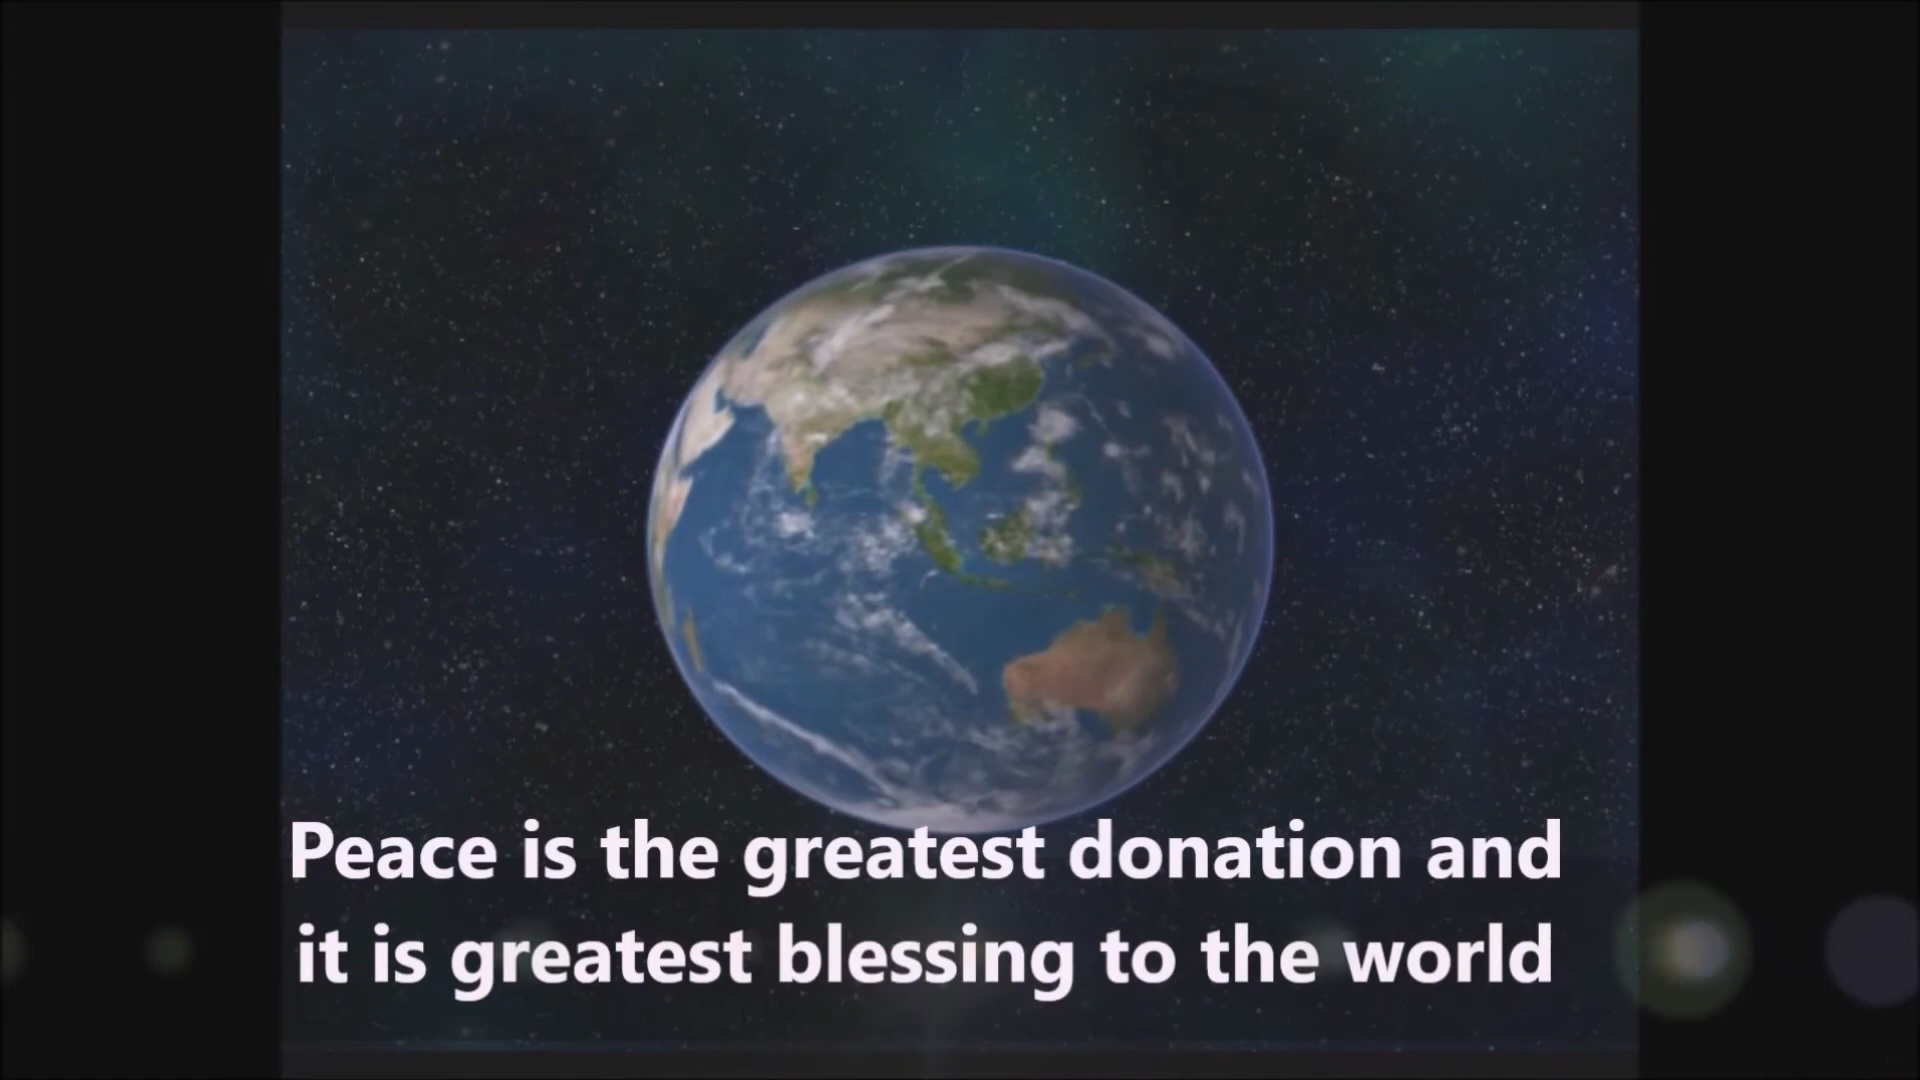 Peace is the greatest donation and
it is greatest blessing to the world